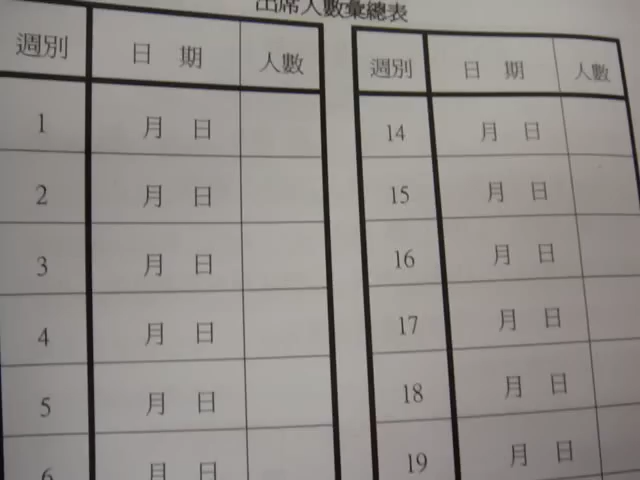 出席人數彙總表
週別 日期 人數
1 月 日
2 月 日
3 月 日
4 月 日
5 月 日
6 月 日
週別 日期 人數
14 月 日
15 月 日
16 月 日
17 月 日
18 月 日
19 月 日